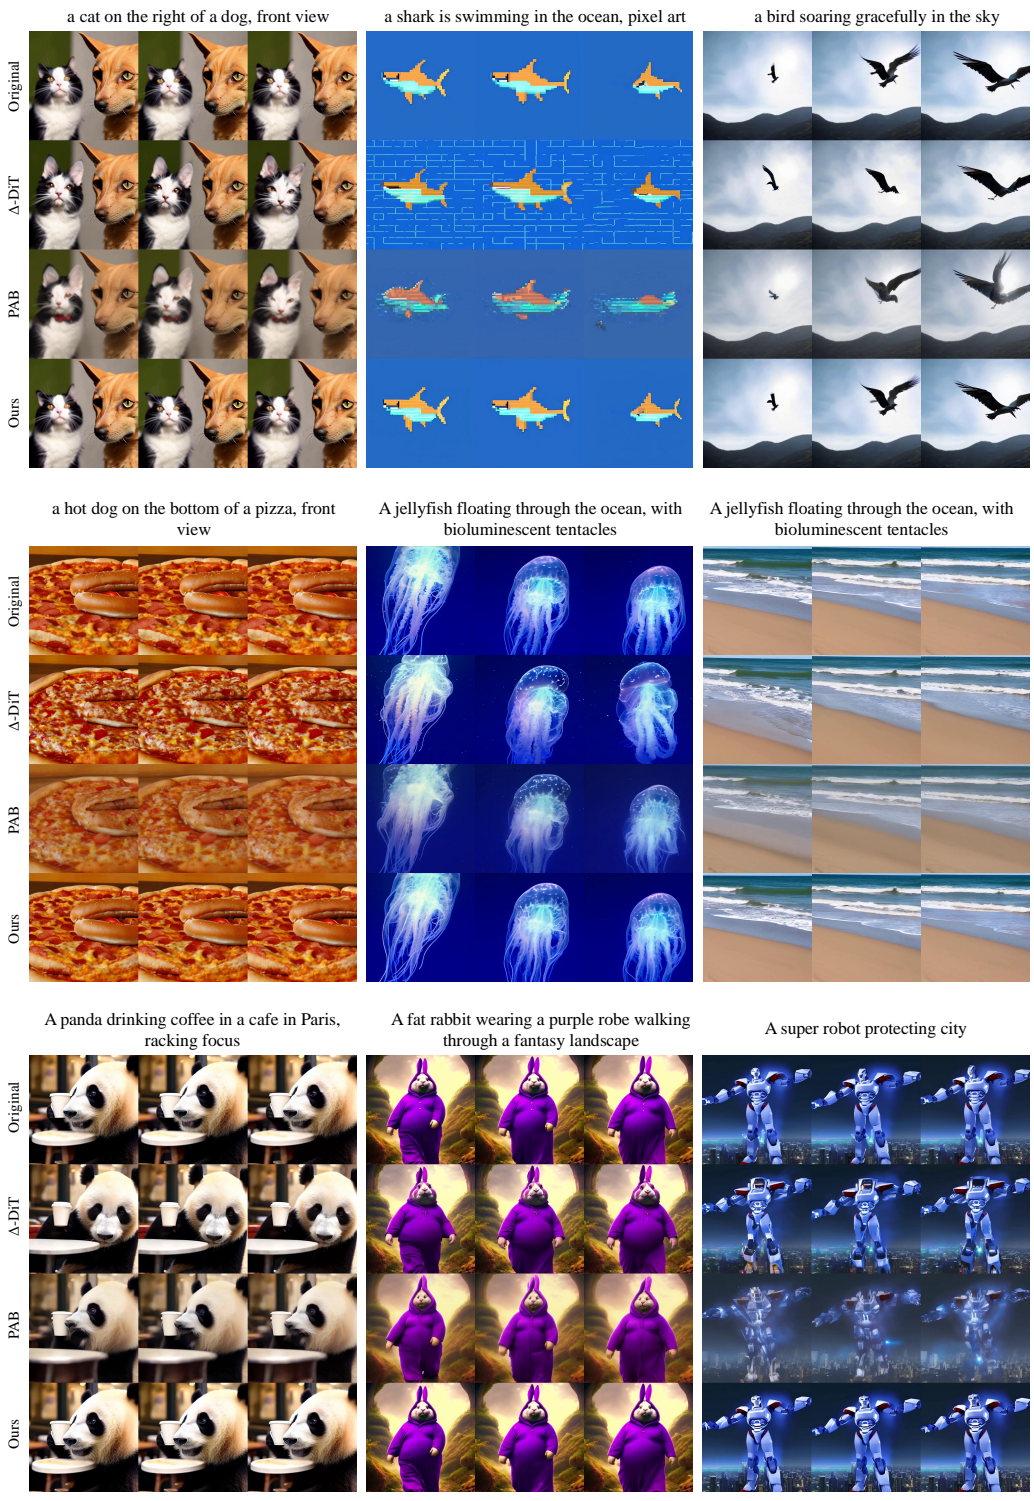 a cat on the right of a dog, front view
a shark is swimming in the ocean, pixel art
a bird soaring gracefully in the sky
Original
Δ-DiT
PAB
Ours
a hot dog on the bottom of a pizza, front
view
A jellyfish floating through the ocean, with
bioluminescent tentacles
A jellyfish floating through the ocean, with
bioluminescent tentacles
Original
Δ-DiT
PAB
Ours
A panda drinking coffee in a cafe in Paris,
racking focus
A fat rabbit wearing a purple robe walking
through a fantasy landscape
A super robot protecting city
Original
Δ-DiT
PAB
Ours